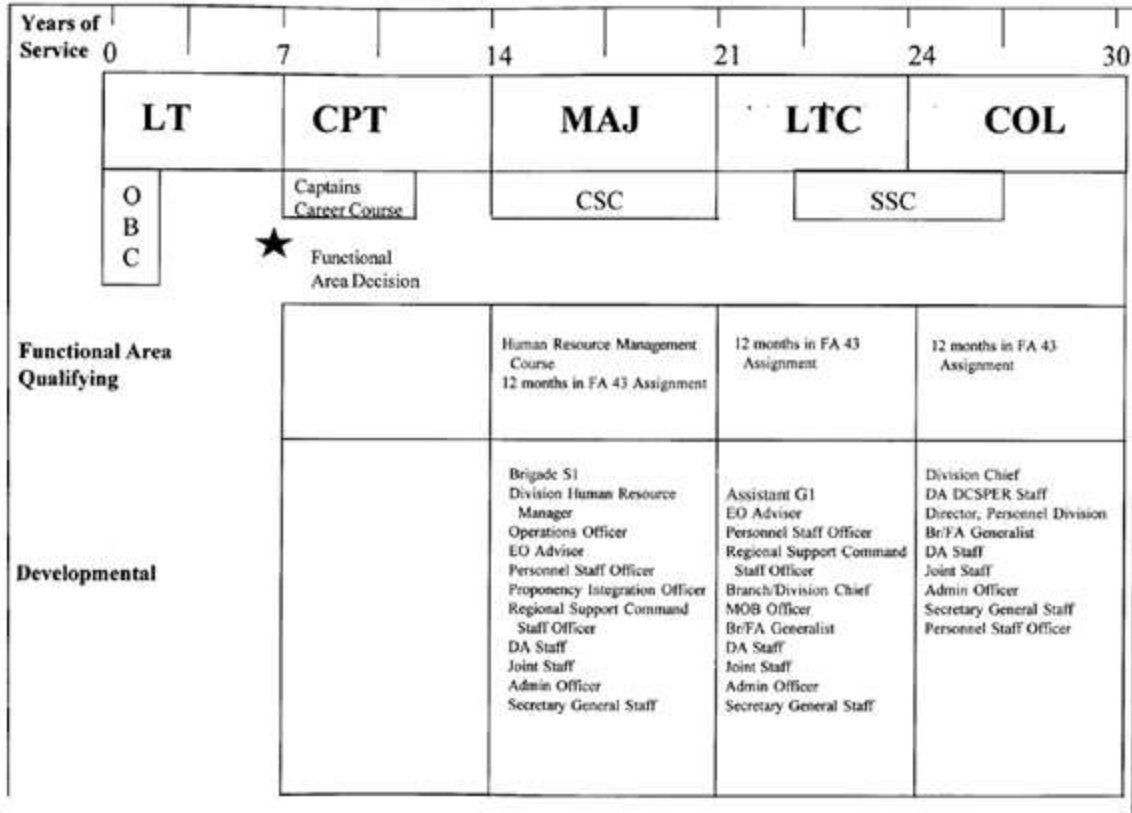 Years of
Service 0 7 14 21 24 30
LT CPT MAJ LTC COL
O
B
C
Captains
Career Course
CSC
SSC
★
Functional
Area Decision
Functional Area
Qualifying
Human Resource Management
Course
12 months in FA 43 Assignment
12 months in FA 43
Assignment
12 months in FA 43
Assignment
Developmental
Brigade S1
Division Human Resource
Manager
Operations Officer
EO Advisor
Personnel Staff Officer
Proponency Integration Officer
Regional Support Command
Staff Officer
DA Staff
Joint Staff
Admin Officer
Secretary General Staff
Assistant G1
EO Advisor
Personnel Staff Officer
Regional Support Command
Staff Officer
Branch/Division Chief
MOB Officer
Br/FA Generalist
DA Staff
Joint Staff
Admin Officer
Secretary General Staff
Division Chief
DA DCSPER Staff
Director, Personnel Division
Br/FA Generalist
DA Staff
Joint Staff
Admin Officer
Secretary General Staff
Personnel Staff Officer